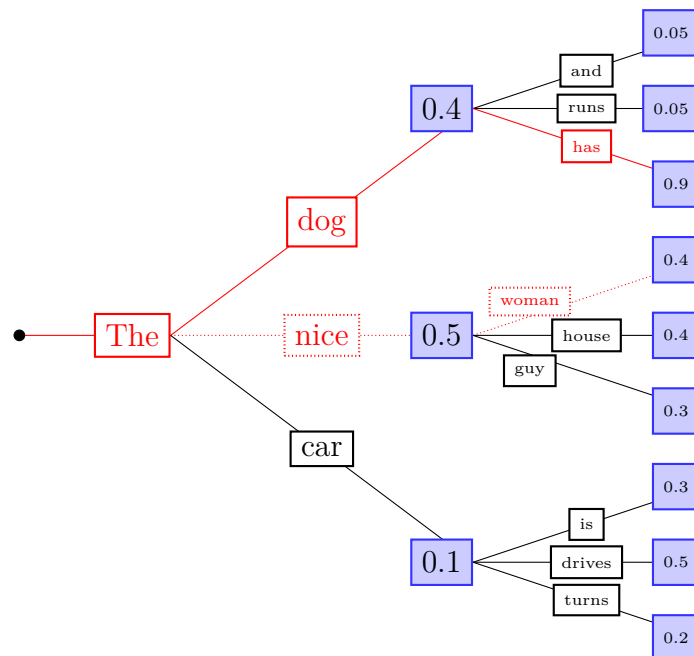 0.05
and
0.4
runs
0.05
has
0.9
dog
0.4
woman
The
nice
0.5
house
0.4
guy
0.3
car
0.3
is
0.1
drives
0.5
turns
0.2